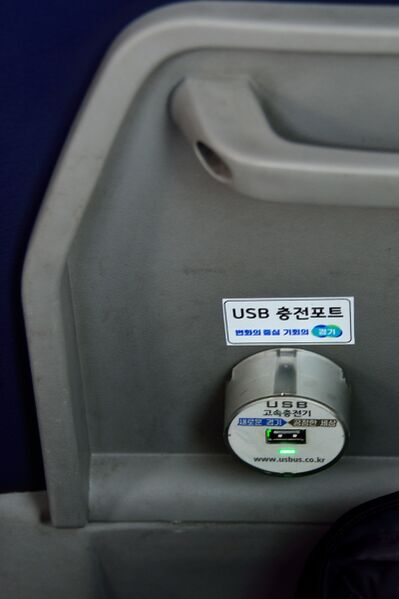 USB 충전포트
변화의 중심 기회의 경기
USB
고속충전기
새로운 경기 공정한 세상
www.usbus.co.kr